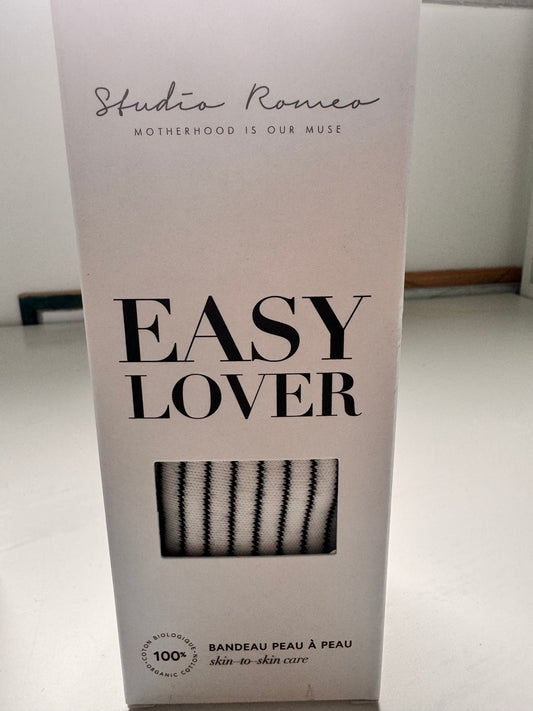 Studio Romeo
MOTHERHOOD IS OUR MUSE
EASY
LOVER
COTON BIOLOGIQUE
100%
ORGANIC COTTON
BANDEAU PEAU À PEAU
skin-to-skin care